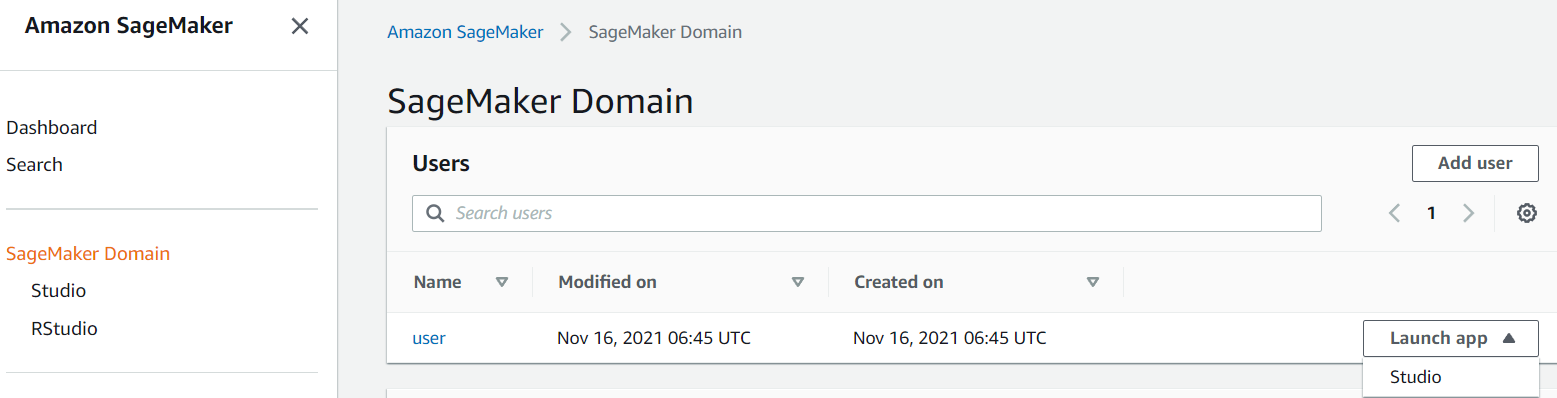 Amazon SageMaker
Dashboard
Search
SageMaker Domain
Studio
RStudio
Amazon SageMaker > SageMaker Domain
SageMaker Domain
Users
Add user
Search users
1
Name Modified on Created on
user Nov 16, 2021 06:45 UTC Nov 16, 2021 06:45 UTC Launch app
Studio